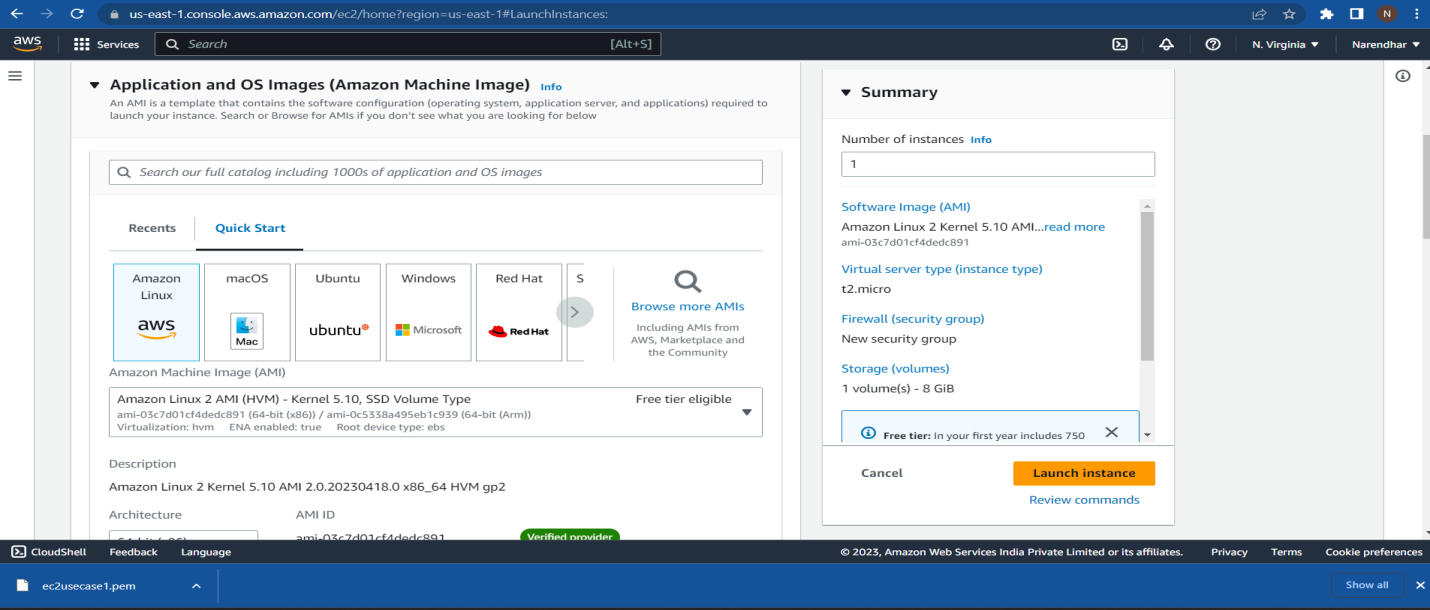 us-east-1.console.aws.amazon.com/ec2/home?region=us-east-1#LaunchInstances:
N
aws
Services
Search
[Alt+S]
N. Virginia
Narendhar
Application and OS Images (Amazon Machine Image) Info
An AMI is a template that contains the software configuration (operating system, application server, and applications) required to
launch your instance. Search or Browse for AMIs if you don't see what you are looking for below
Search our full catalog including 1000s of application and OS images
Recents
Quick Start
Amazon
Linux
aws
macOS
Mac
Ubuntu
ubuntu
Windows
Microsoft
Red Hat
Red Hat
S
Browse more AMIs
Including AMIs from
AWS, Marketplace and
the Community
Amazon Machine Image (AMI)
Amazon Linux 2 AMI (HVM) - Kernel 5.10, SSD Volume Type
Free tier eligible
ami-03c7d01cf4dedc891 (64-bit (x86)) / ami-0c5338a495eb1c939 (64-bit (Arm))
Virtualization: hvm ENA enabled: true Root device type: ebs
Description
Amazon Linux 2 Kernel 5.10 AMI 2.0.20230418.0 x86_64 HVM gp2
Architecture
AMI ID
64-bit (x86)
ami-03c7d01cf4dedc891
Verified provider
Summary
Number of instances Info
1
Software Image (AMI)
Amazon Linux 2 Kernel 5.10 AMI...read more
ami-03c7d01cf4dedc891
Virtual server type (instance type)
t2.micro
Firewall (security group)
New security group
Storage (volumes)
1 volume(s) - 8 GiB
Free tier: In your first year includes 750
Cancel
Launch instance
Review commands
CloudShell
Feedback
Language
© 2023, Amazon Web Services India Private Limited or its affiliates.
Privacy
Terms
Cookie preferences
ec2usecase1.pem
Show all